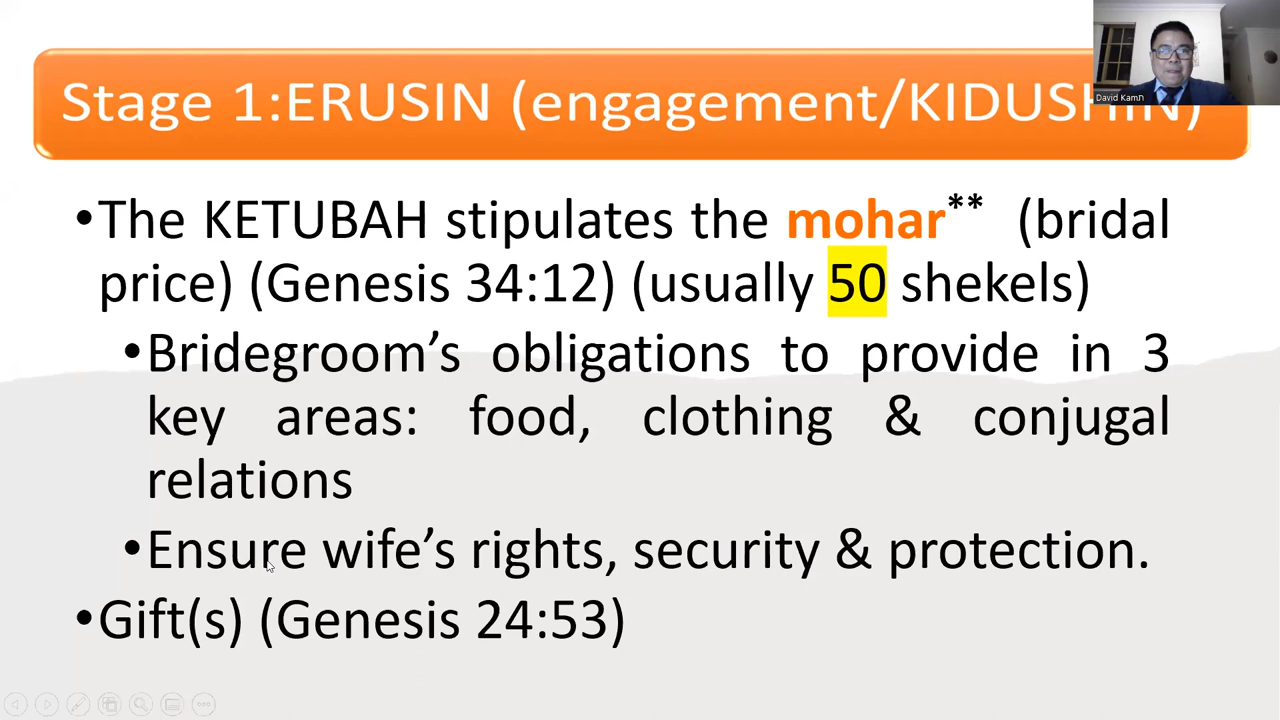 Stage 1:ERUSIN (engagement/KIDUSHIN)
David Kamת
•The KETUBAH stipulates the mohar** (bridal
price) (Genesis 34:12) (usually 50 shekels)
•Bridegroom’s obligations to provide in 3
key areas: food, clothing & conjugal
relations
•Ensure wife’s rights, security & protection.
•Gift(s) (Genesis 24:53)